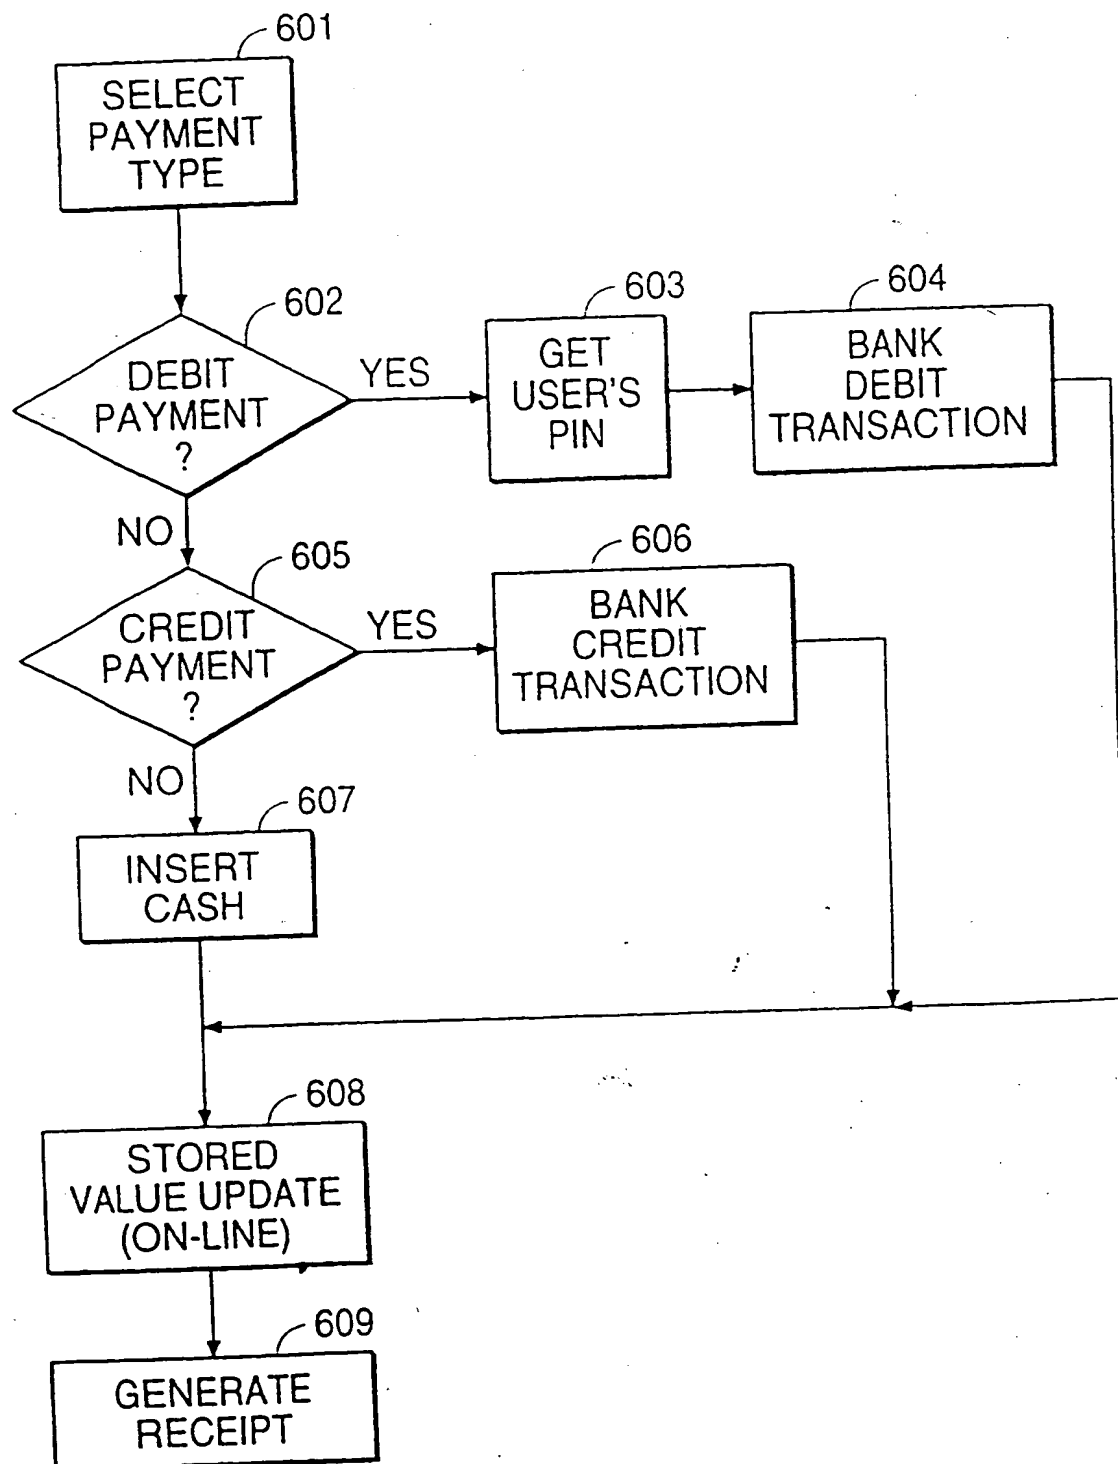 601
SELECT
PAYMENT
TYPE
602
DEBIT
PAYMENT
?
YES
603
GET
USER'S
PIN
604
BANK
DEBIT
TRANSACTION
NO
605
CREDIT
PAYMENT
?
YES
606
BANK
CREDIT
TRANSACTION
NO
607
INSERT
CASH
608
STORED
VALUE UPDATE
(ON-LINE)
609
GENERATE
RECEIPT